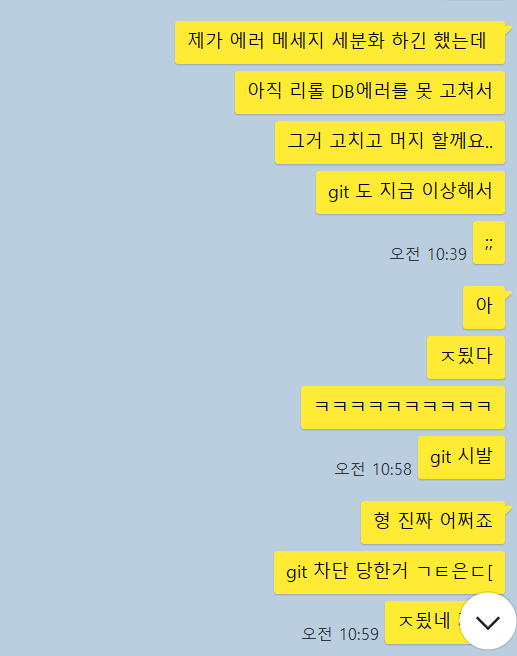 제가 에러 메세지 세분화 하긴 했는데
아직 리롤 DB에러를 못 고쳐서
그거 고치고 머지 할께요..
git 도 지금 이상해서
;;
오전 10:39
아
ㅈ됬다
ㅋㅋㅋㅋㅋㅋㅋㅋㅋㅋ
git 시발
오전 10:58
형 진짜 어쩌죠
git 차단 당한거 ㄱㅌ은ㄷ[
ㅈ됬네
오전 10:59